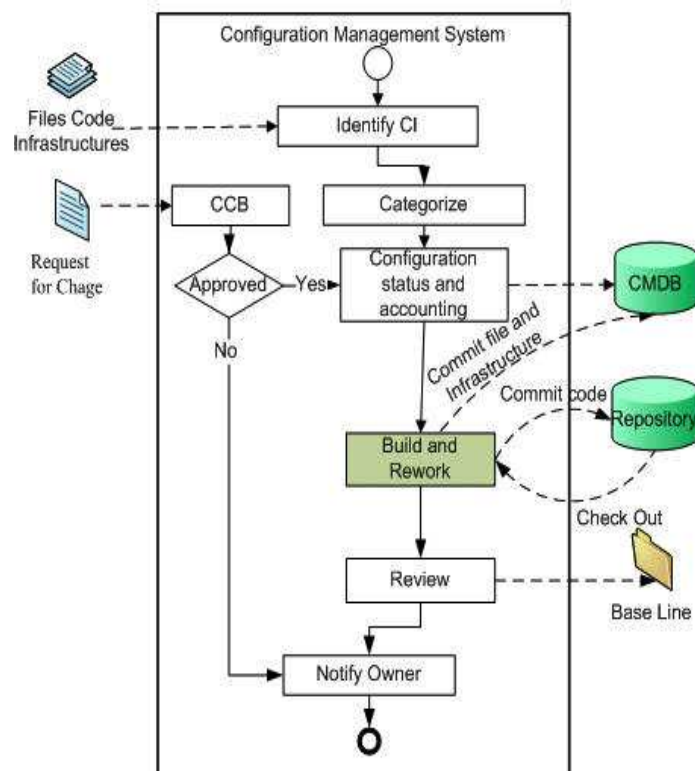 Configuration Management System
Files Code
Infrastructures
Identify CI
CCB
Categorize
Request
for Chage
Approved
Yes
Configuration
status and
accounting
CMDB
No
Commit file and
Infrastructure
Commit code
Repository
Build and
Rework
Check Out
Review
Base Line
Notify Owner